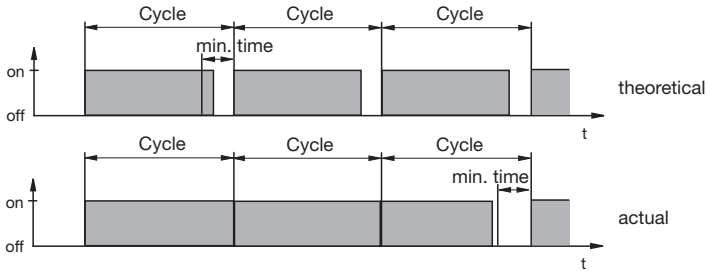 Cycle Cycle Cycle
min. time
on
theoretical
off
t
Cycle Cycle Cycle
min. time
on
actual
off
t